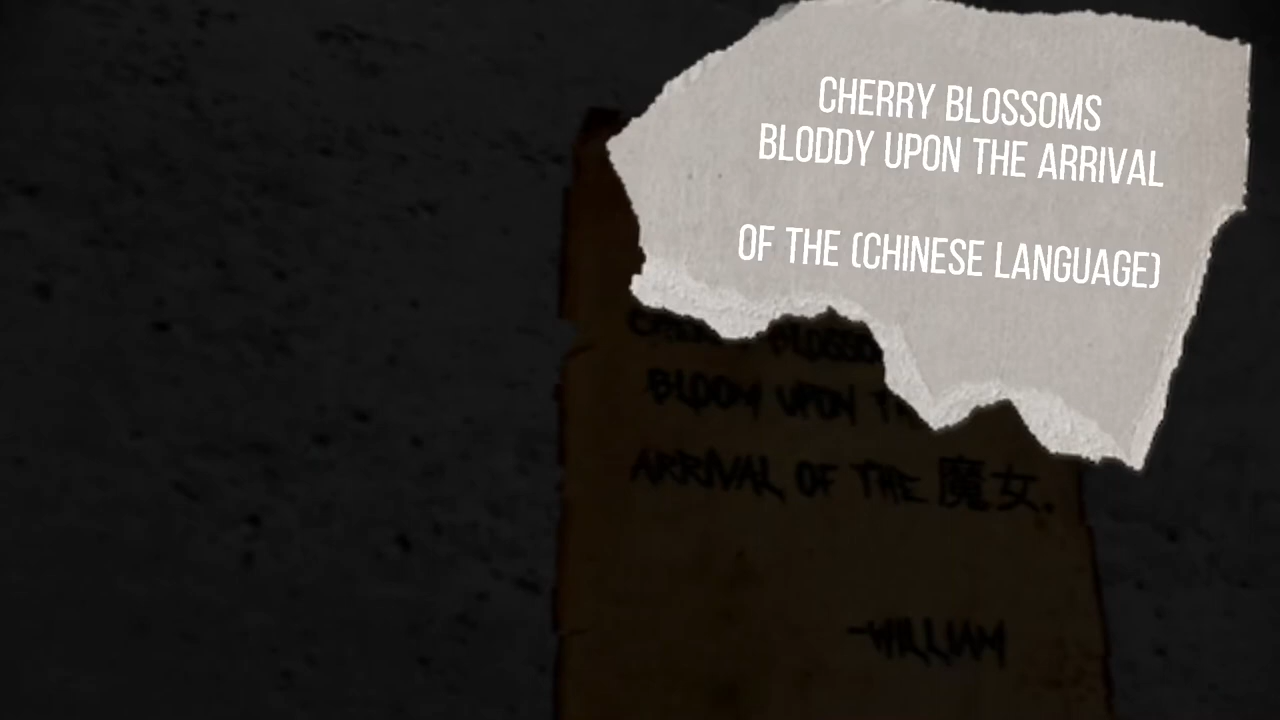 CHERRY BLOSSOMS
BLODDY UPON THE ARRIVAL
OF THE (CHINESE LANGUAGE)
BLOOM UPON
ARRIVAL OF THE 魔女.
-WILLIAM